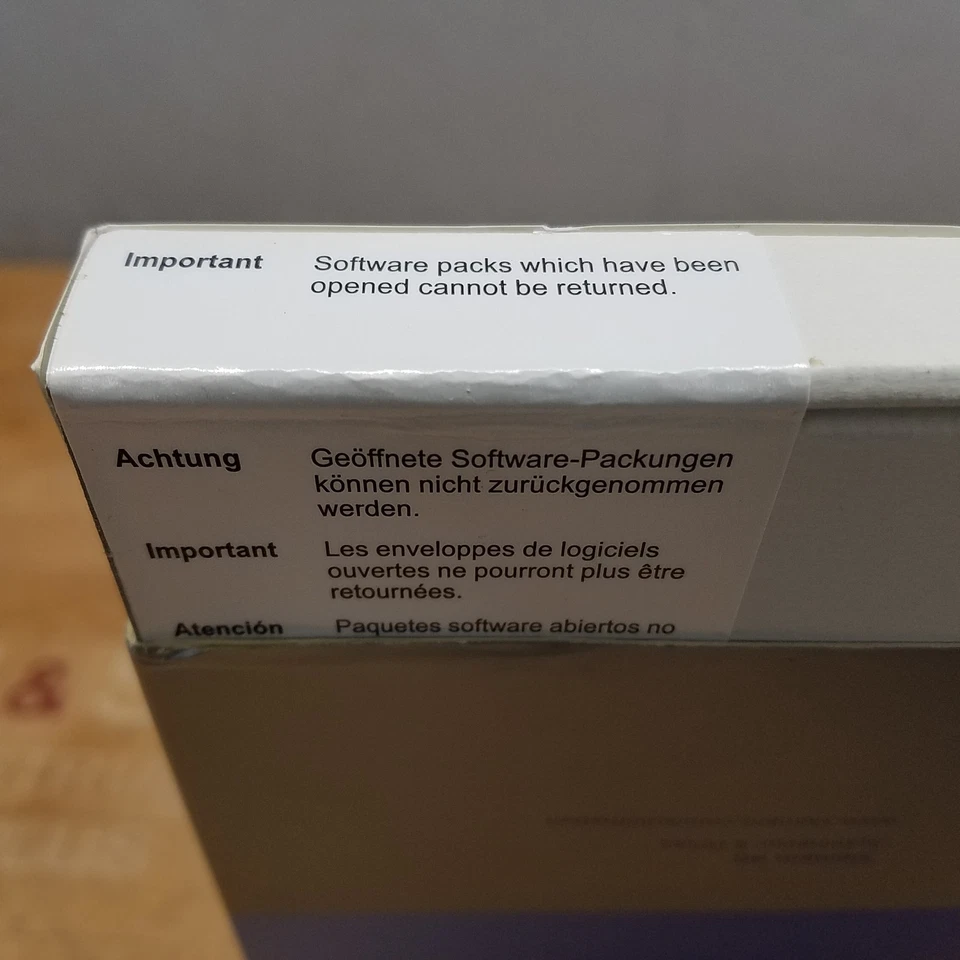 Important Software packs which have been
opened cannot be returned.
Achtung Geöffnete Software-Packungen
können nicht zurückgenommen
werden.
Important Les enveloppes de logiciels
ouvertes ne pourront plus être
retournées.
Atención Paquetes software abiertos no